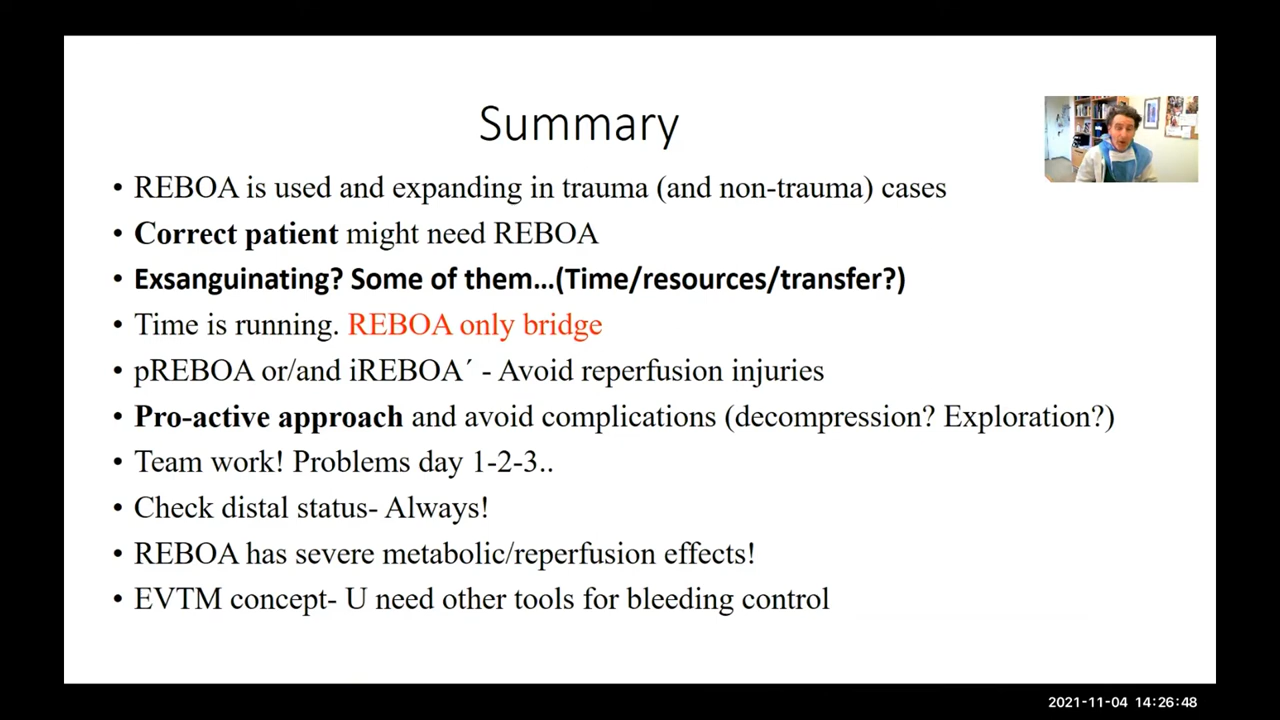 Summary
• REBOA is used and expanding in trauma (and non-trauma) cases
• Correct patient might need REBOA
• Exsanguinating? Some of them...(Time/resources/transfer?)
• Time is running. REBOA only bridge
• pREBOA or/and iREBOA´ - Avoid reperfusion injuries
• Pro-active approach and avoid complications (decompression? Exploration?)
• Team work! Problems day 1-2-3..
• Check distal status- Always!
• REBOA has severe metabolic/reperfusion effects!
• EVTM concept- U need other tools for bleeding control
2021-11-04 14:26:48